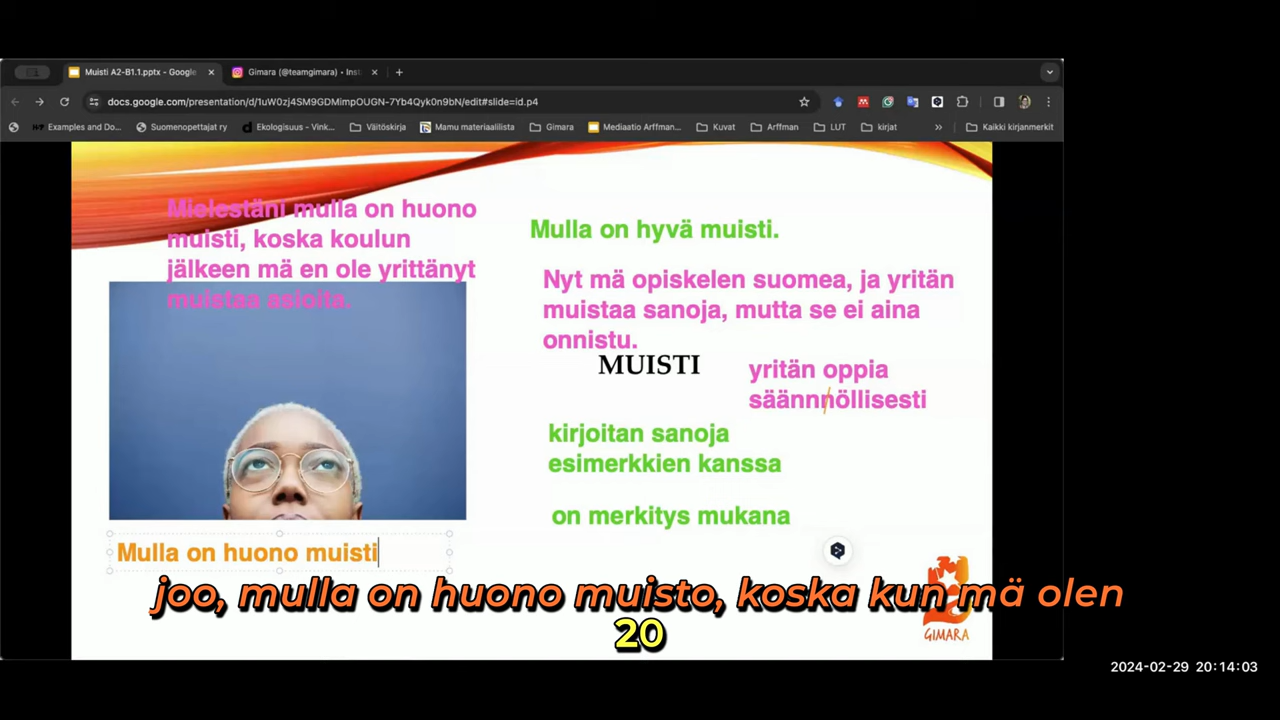 Muisti A2-B1.1.pptx - Google
Gimara (@teamgimara) • Inst
docs.google.com/presentation/d/1uW0zj4SM9GDMimpOUGN-7Yb4Qyk0n9bN/edit#slide=id.p4
Examples and Do...
Suomenopettajat ry
Ekologisuus - Vink...
Väitöskirja
Mamu materiaalilista
Gimara
Mediaatio Arffman...
Kuvat
Arffman
LUT
kirjat
»
Kaikki kirjanmerkit
Mielestäni mulla on huono
muisti, koska koulun
jälkeen mä en ole yrittänyt
muistaa asioita.
Mulla on hyvä muisti.
Nyt mä opiskelen suomea, ja yritän
muistaa sanoja, mutta se ei aina
onnistu.
MUISTI
yritän oppia
säännnöllisesti
kirjoitan sanoja
esimerkkien kanssa
on merkitys mukana
Mulla on huono muisti
joo, mulla on huono muisto, koska kun mä olen
20
GIMARA
2024-02-29 20:14:03